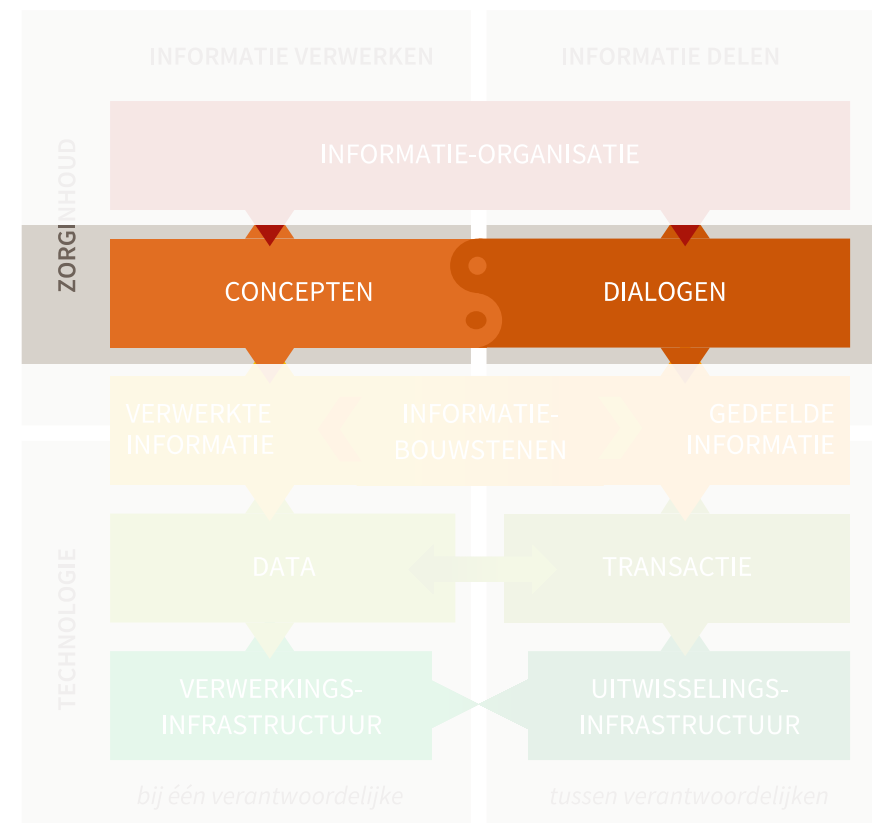 INFORMATIE VERWERKEN
INFORMATIE DELEN
ZORGINHOUD
INFORMATIE-ORGANISATIE
CONCEPTEN
DIALOGEN
VERWERKTE
INFORMATIE
INFORMATIE-
BOUWSTENEN
GEDEELDE
INFORMATIE
TECHNOLOGIE
DATA
TRANSACTIE
VERWERKINGS-
INFRASTRUCTUUR
UITWISSELINGS-
INFRASTRUCTUUR
bij één verantwoordelijke
tussen verantwoordelijken